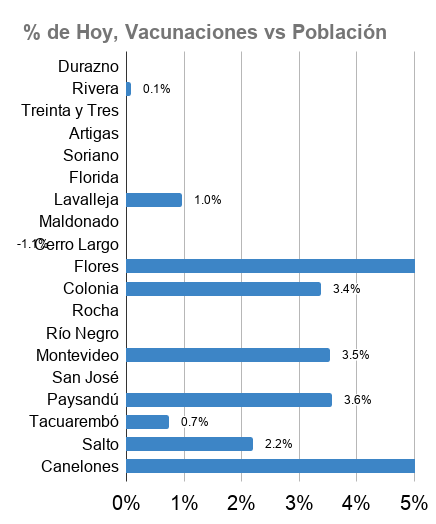 % de Hoy, Vacunaciones vs Población
Durazno
Rivera 0.1%
Treinta y Tres
Artigas
Soriano
Florida
Lavalleja 1.0%
Maldonado
-1.1% Cerro Largo
Flores
Colonia 3.4%
Rocha
Río Negro
Montevideo 3.5%
San José
Paysandú 3.6%
Tacuarembó 0.7%
Salto 2.2%
Canelones
0% 1% 2% 3% 4% 5%